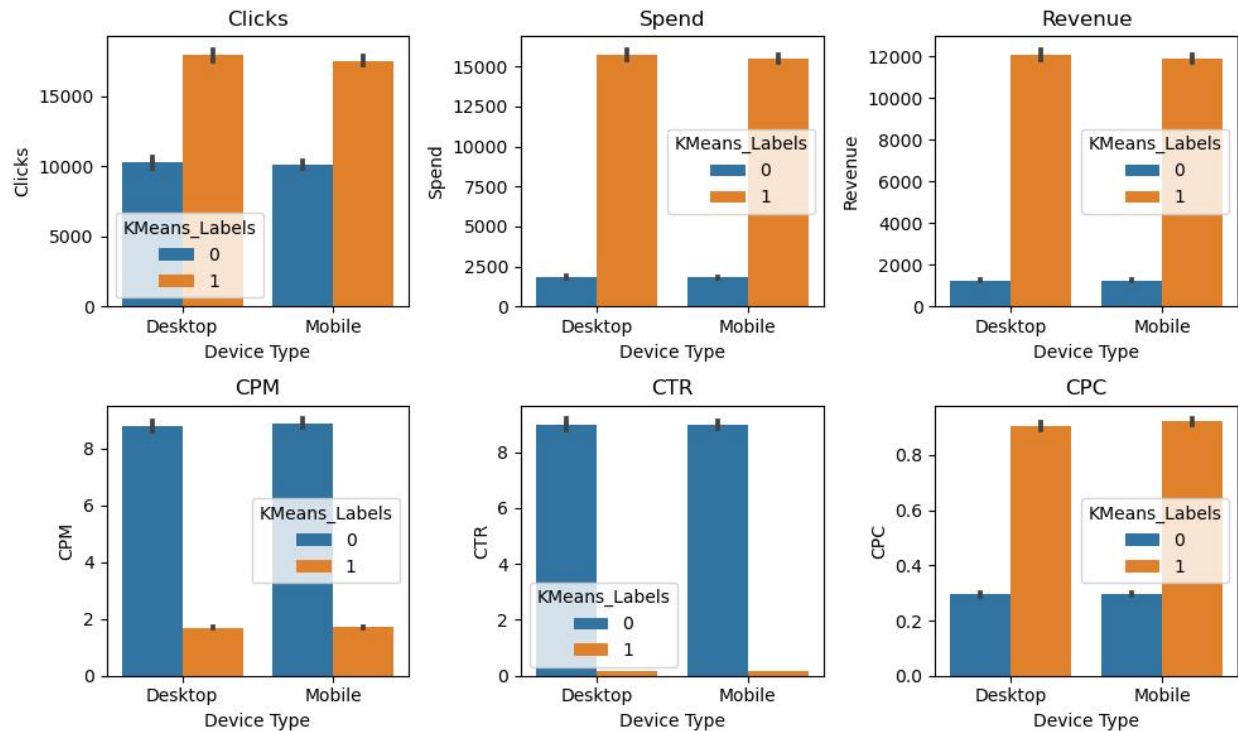 Clicks
Clicks
15000
10000
5000
0
KMeans_Labels
0
1
Desktop
Mobile
Device Type
Spend
Spend
15000
12500
10000
7500
5000
2500
0
KMeans_Labels
0
1
Desktop
Mobile
Device Type
Revenue
Revenue
12000
10000
8000
6000
4000
2000
0
KMeans_Labels
0
1
Desktop
Mobile
Device Type
CPM
CPM
8
6
4
2
0
KMeans_Labels
0
1
Desktop
Mobile
Device Type
CTR
CTR
8
6
4
2
0
KMeans_Labels
0
1
Desktop
Mobile
Device Type
CPC
CPC
0.8
0.6
0.4
0.2
0.0
KMeans_Labels
0
1
Desktop
Mobile
Device Type